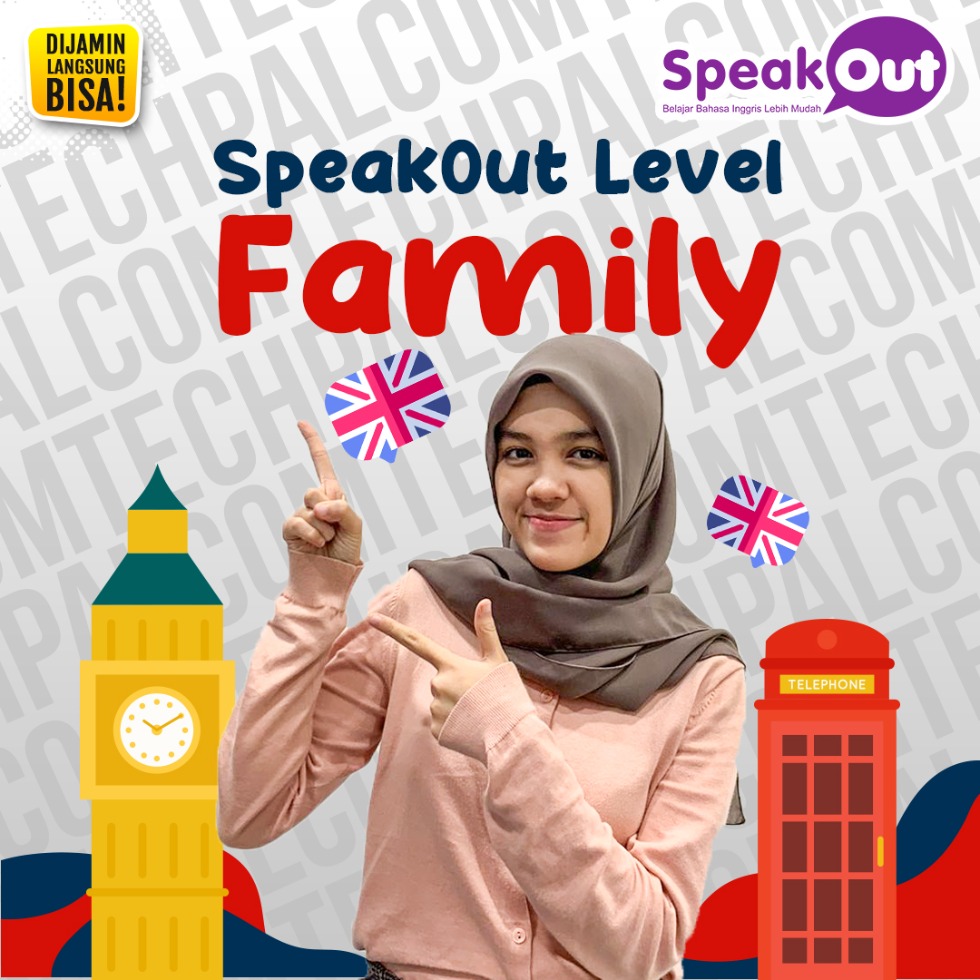 DIJAMIN
LANGSUNG
BISA!
SpeakOut
Belajar Bahasa Inggris Lebih Mudah
SpeakOut Level
Family
TELEPHONE